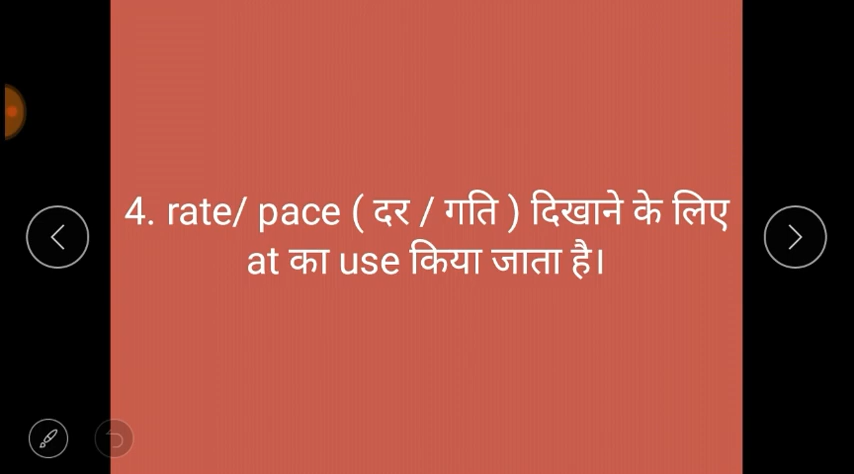 4. rate/ pace ( दर / गति ) दिखाने के लिए
at का use किया जाता है।